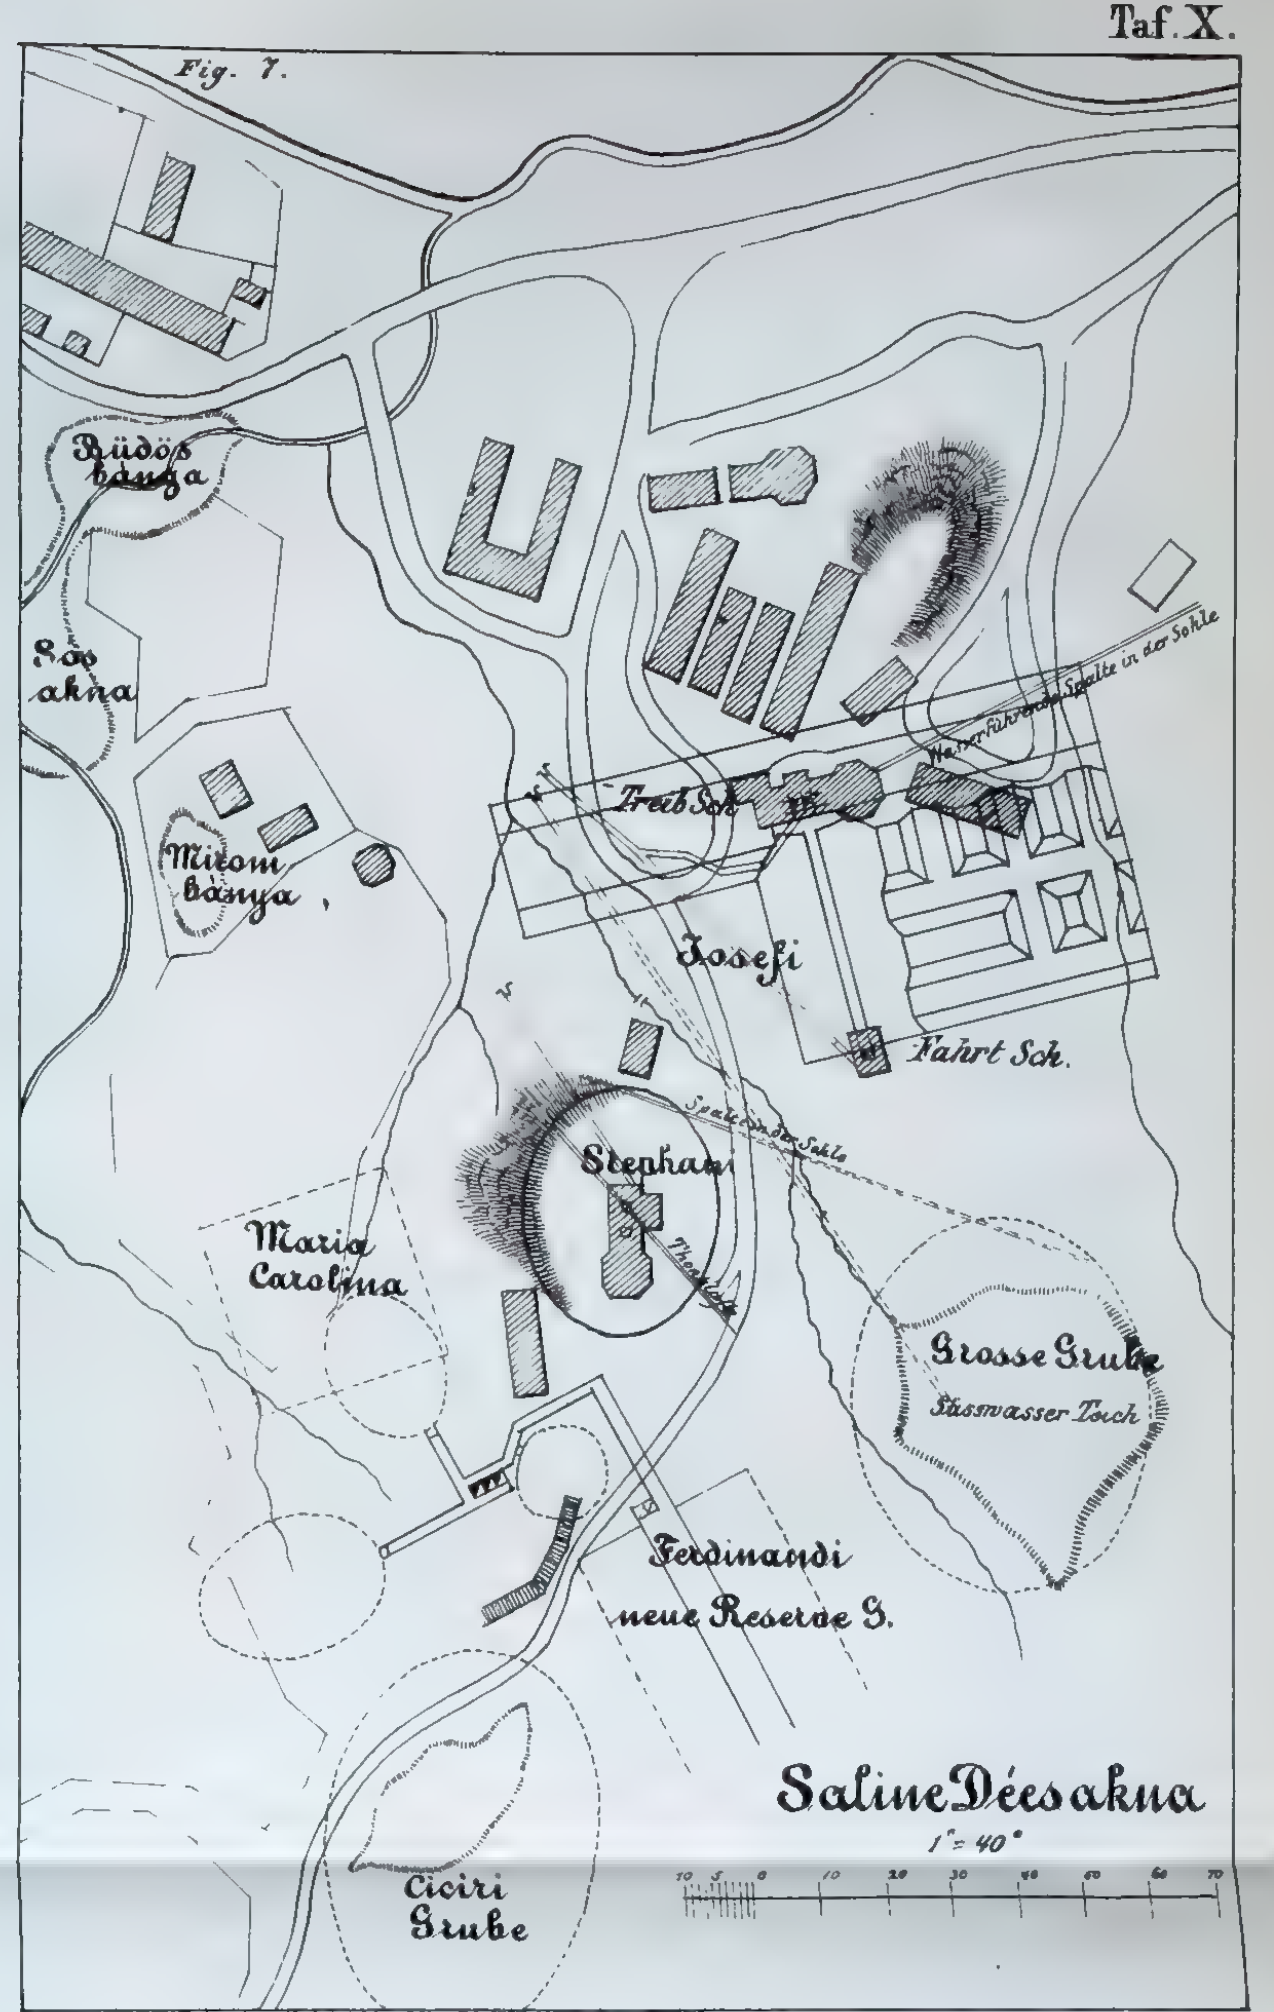 Taf. X.
Fig. 7.
Büdös
bánya
Sós
akna
Wasserführende Spalte in der Sohle
Treib Sch
Mirom
bánya
Josefi
Fahrt Sch.
Spalte in der Sohle
Stephani
Maria
Carolina
Grosse Grube
Süsswasser Teich
Ferdinandi
neue Reserve G.
Saline Déesakna
1" = 40°
10 5 0 10 20 30 40 50 60 70
Ciciri
Grube